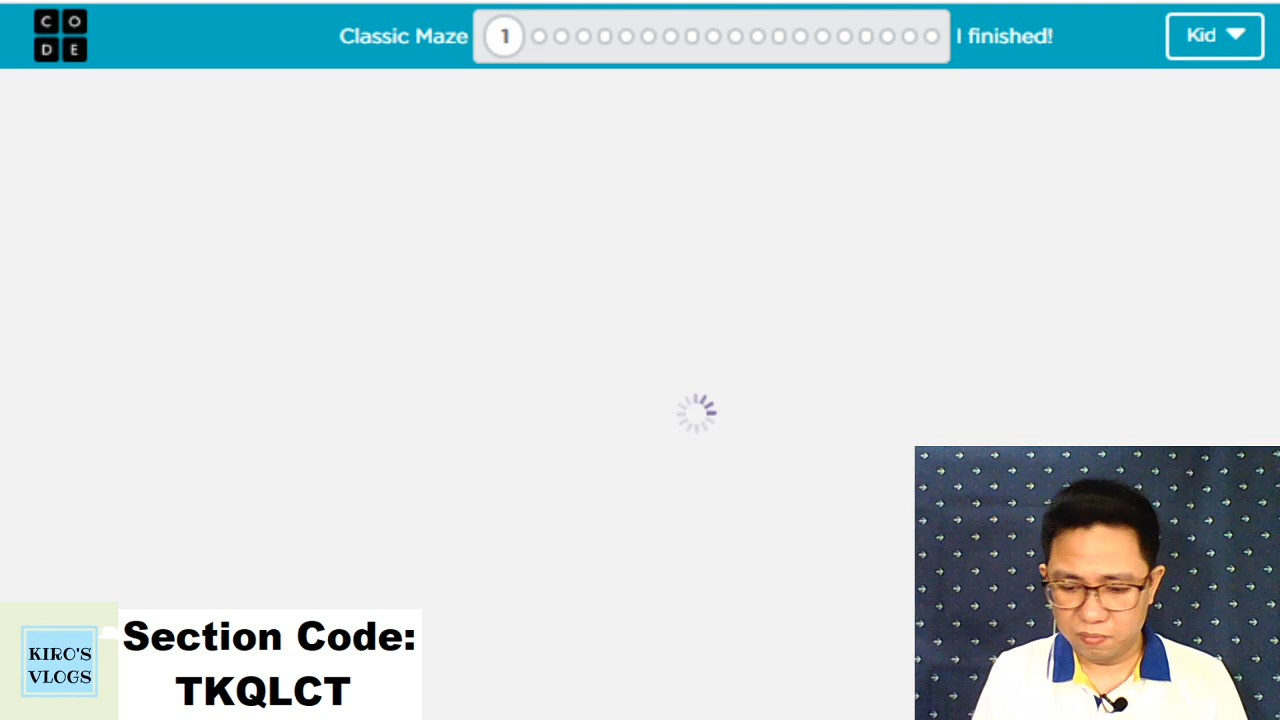 C O
D E
Classic Maze 1 I finished!
Kid
KIRO'S
VLOGS
Section Code:
TKQLCT